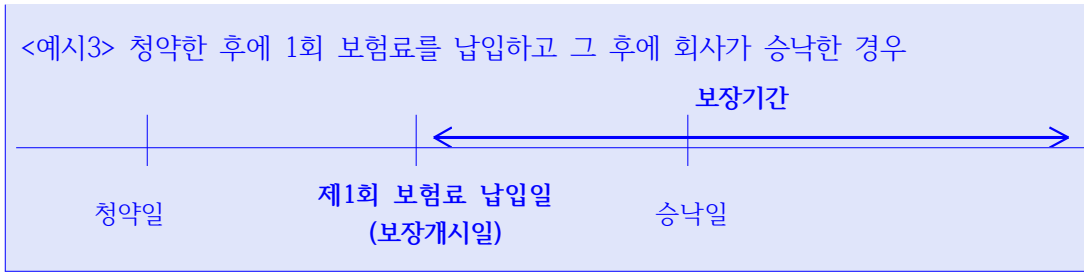 <예시3> 청약한 후에 1회 보험료를 납입하고 그 후에 회사가 승낙한 경우
보장기간
청약일
제1회 보험료 납입일
(보장개시일)
승낙일